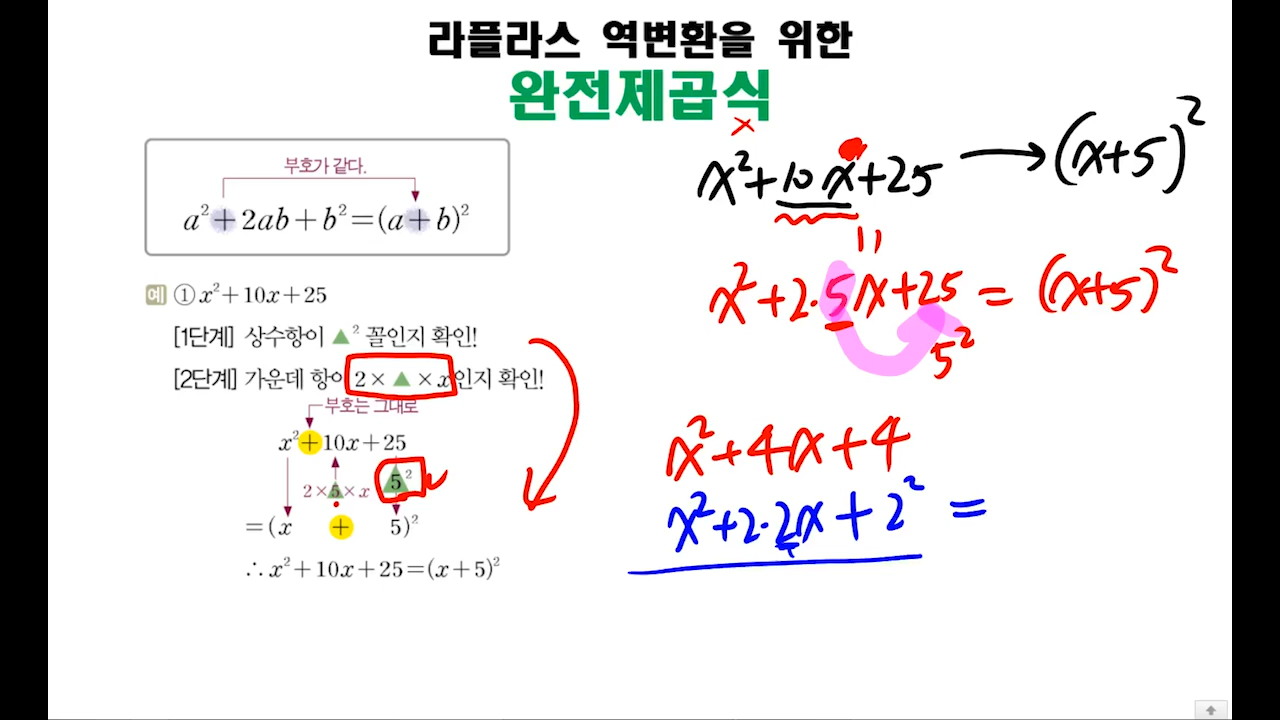 라플라스 역변환을 위한
완전제곱식
부호가 같다.
a²+2ab+b²=(a+b)²
예 ① x²+10x+25
[1단계] 상수항이 ▲² 꼴인지 확인!
[2단계] 가운데 항이 2×▲×x인지 확인!
부호는 그대로
x²+10x+25
2×5×x 5²
=(x + 5)²
∴ x²+10x+25=(x+5)²
x
x²+10x+25 → (x+5)²
x²+2·5x+25 = (x+5)²
5²
x²+4x+4
x²+2·2x+2² =